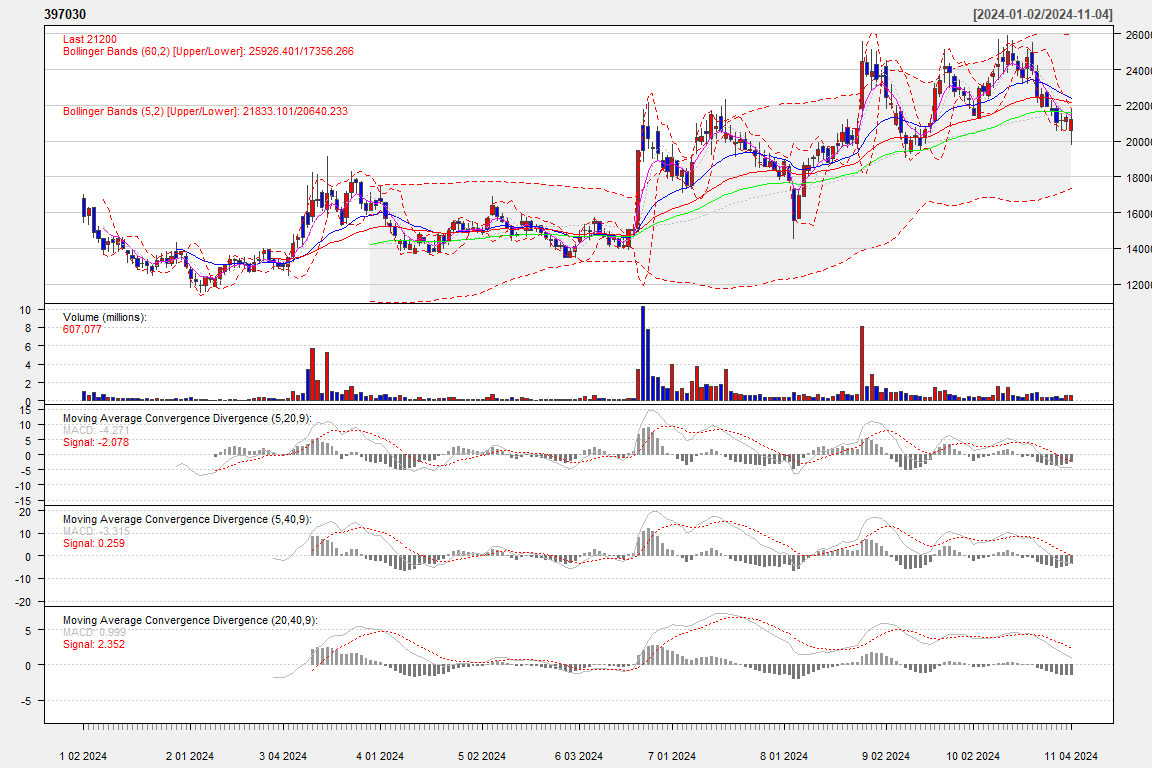 397030 [2024-01-02/2024-11-04]
Last 21200
Bollinger Bands (60,2) [Upper/Lower]: 25926.401/17356.266
Bollinger Bands (5,2) [Upper/Lower]: 21833.101/20640.233
26000
24000
22000
20000
18000
16000
14000
12000
Volume (millions):
607,077
10
8
6
4
2
0
Moving Average Convergence Divergence (5,20,9):
MACD: -4.271
Signal: -2.078
15
10
5
0
-5
-10
-15
Moving Average Convergence Divergence (5,40,9):
MACD: -3.315
Signal: 0.259
20
10
0
-10
-20
Moving Average Convergence Divergence (20,40,9):
MACD: 0.999
Signal: 2.352
5
0
-5
1 02 2024 2 01 2024 3 04 2024 4 01 2024 5 02 2024 6 03 2024 7 01 2024 8 01 2024 9 02 2024 10 02 2024 11 04 2024